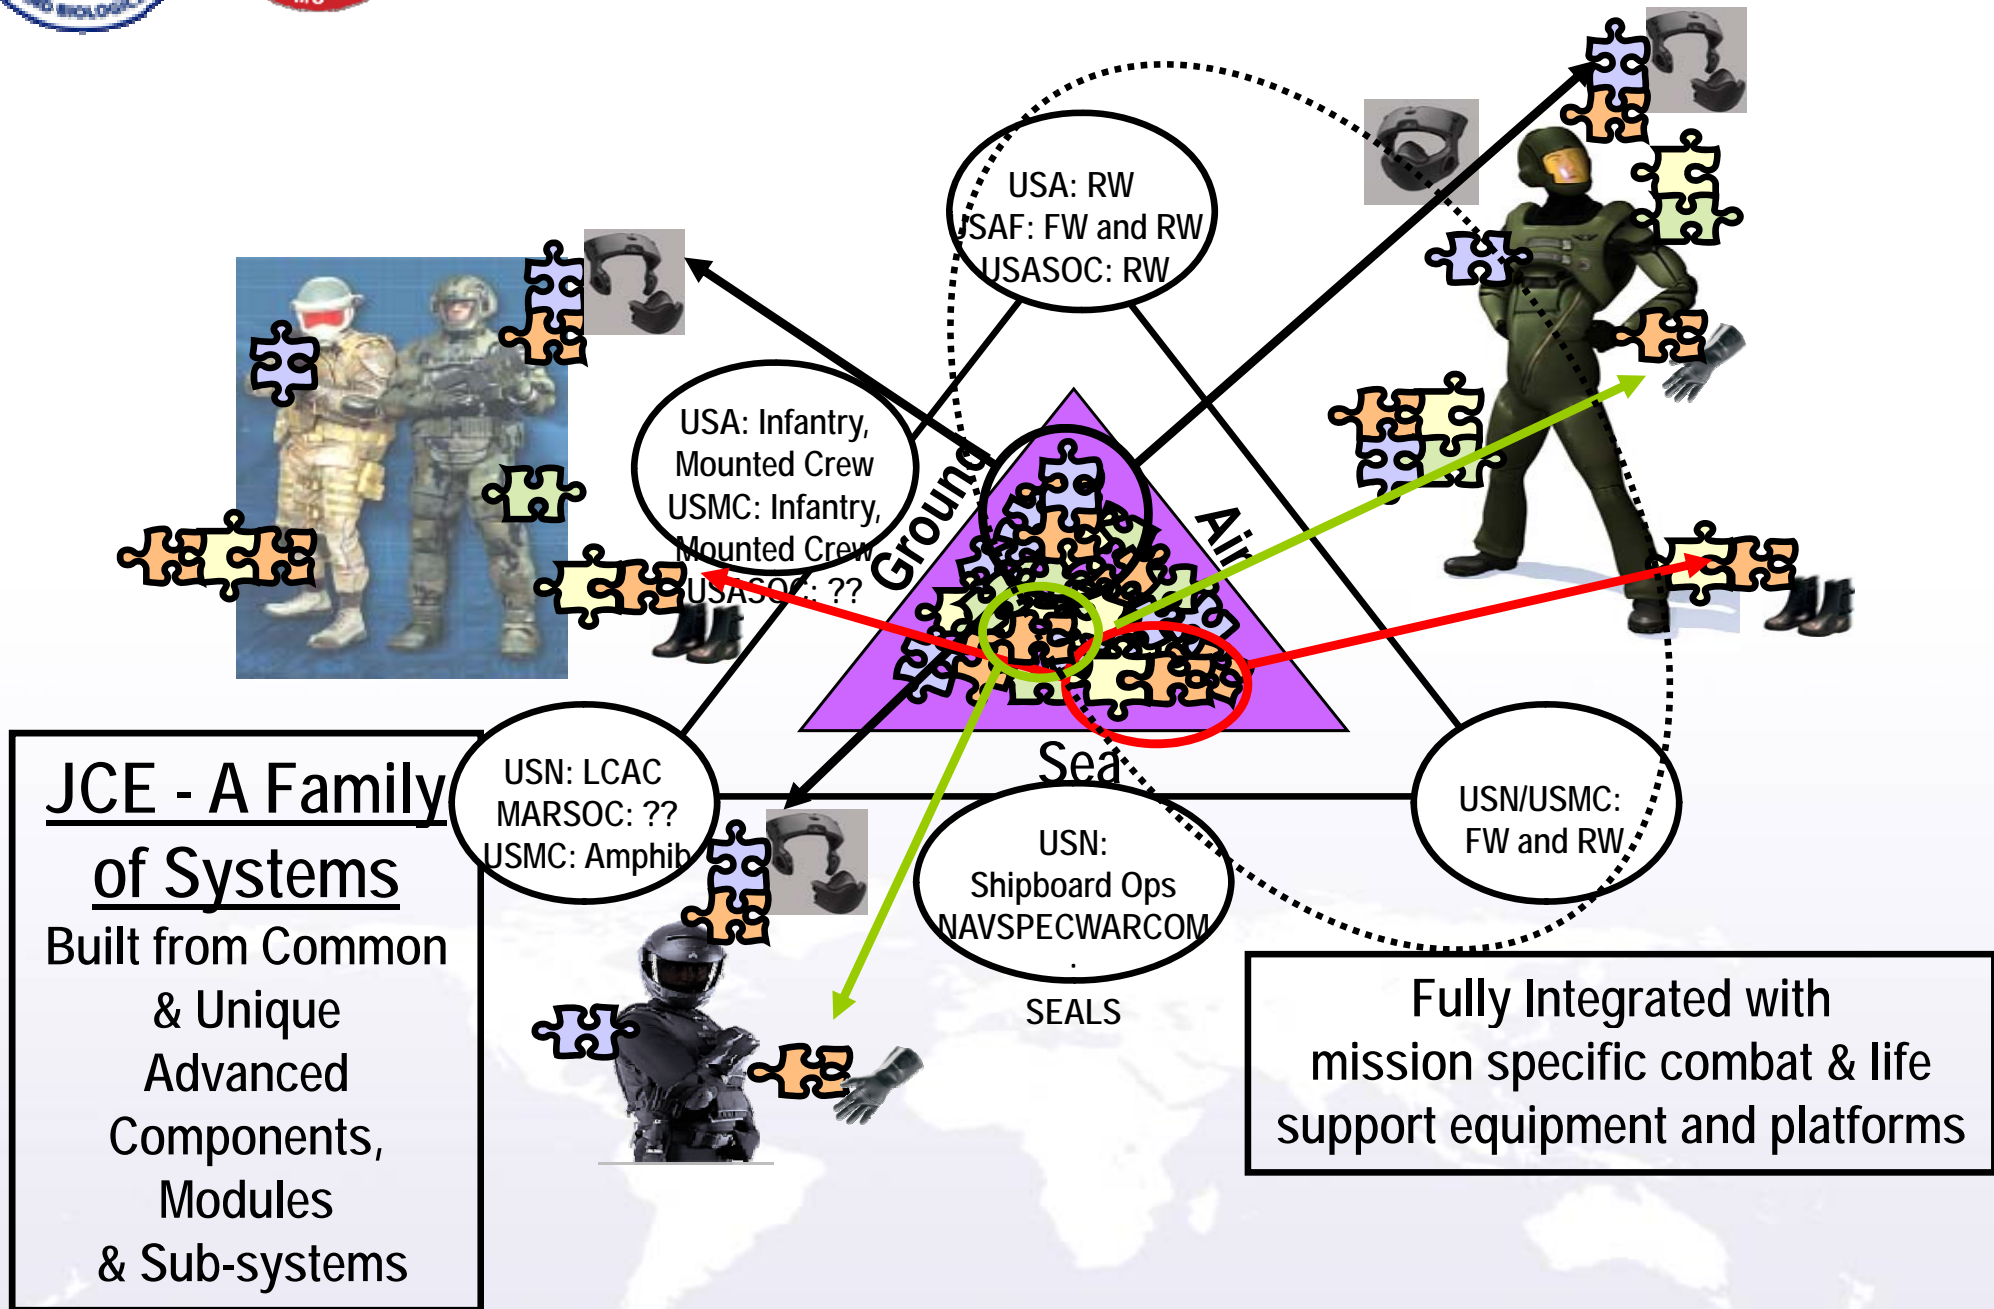 ND BIOLOGIC
USA: RW
USAF: FW and RW
USASOC: RW
USA: Infantry,
Mounted Crew
USMC: Infantry,
Mounted Crew
USASOC: ??
Ground
Air
Sea
USN: LCAC
MARSOC: ??
USMC: Amphib
USN:
Shipboard Ops
NAVSPECWARCOM
.
SEALS
USN/USMC:
FW and RW
JCE - A Family
of Systems
Built from Common
& Unique
Advanced
Components,
Modules
& Sub-systems
Fully Integrated with
mission specific combat & life
support equipment and platforms